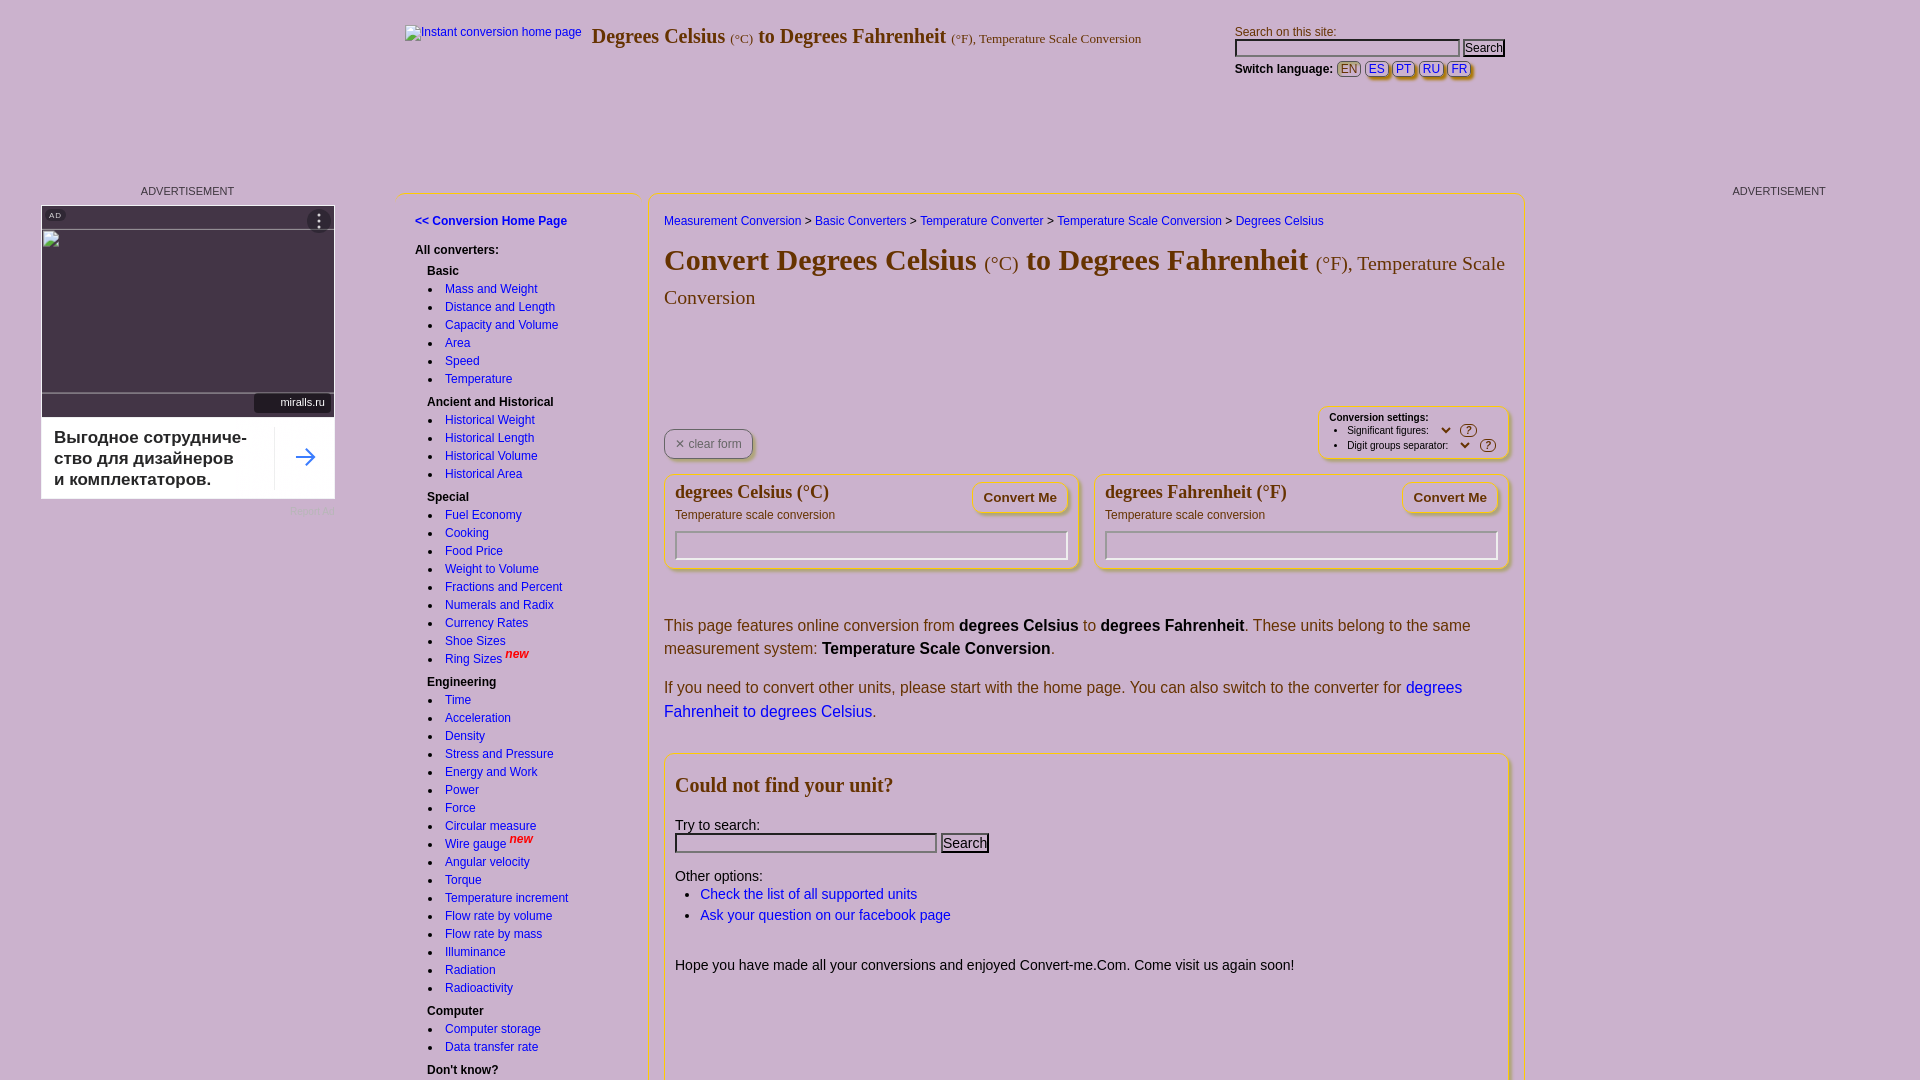 Instant conversion home page
Degrees Celsius (°C) to Degrees Fahrenheit (°F), Temperature Scale Conversion
Search on this site:
Search
Switch language: EN ES PT RU FR
ADVERTISEMENT
AD
miralls.ru
Выгодное сотрудниче-
ство для дизайнеров
и комплектаторов.
<< Conversion Home Page
All converters:
Basic
Mass and Weight
Distance and Length
Capacity and Volume
Area
Speed
Temperature
Ancient and Historical
Historical Weight
Historical Length
Historical Volume
Historical Area
Special
Fuel Economy
Cooking
Food Price
Weight to Volume
Fractions and Percent
Numerals and Radix
Currency Rates
Shoe Sizes
Ring Sizes new
Engineering
Time
Acceleration
Density
Stress and Pressure
Energy and Work
Power
Force
Circular measure
Wire gauge new
Angular velocity
Torque
Temperature increment
Flow rate by volume
Flow rate by mass
Illuminance
Radiation
Radioactivity
Computer
Computer storage
Data transfer rate
Don't know?
Measurement Conversion > Basic Converters > Temperature Converter > Temperature Scale Conversion > Degrees Celsius
Convert Degrees Celsius (°C) to Degrees Fahrenheit (°F), Temperature Scale
Conversion
✕ clear form
Conversion settings:
Significant figures: ?
Digit groups separator: ?
degrees Celsius (°C)
Convert Me
Temperature scale conversion
degrees Fahrenheit (°F)
Convert Me
Temperature scale conversion
This page features online conversion from degrees Celsius to degrees Fahrenheit. These units belong to the same
measurement system: Temperature Scale Conversion.
If you need to convert other units, please start with the home page. You can also switch to the converter for degrees
Fahrenheit to degrees Celsius.
Could not find your unit?
Try to search:
Search
Other options:
Check the list of all supported units
Ask your question on our facebook page
Hope you have made all your conversions and enjoyed Convert-me.Com. Come visit us again soon!
ADVERTISEMENT